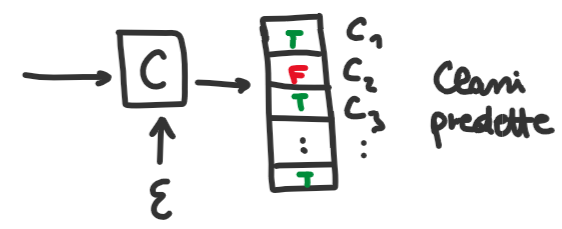 C
ε
T
F
T
⋮
T
C₁
C₂
C₃
⋮
Classi
predette